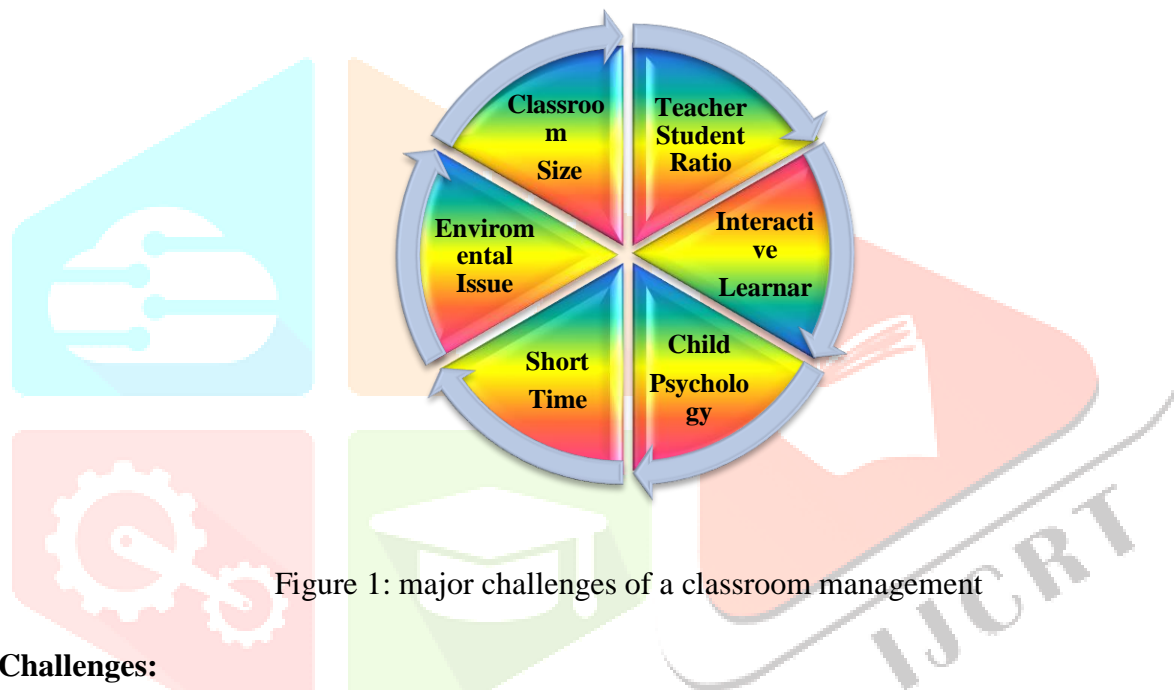 Classroo
m
Size
Teacher
Student
Ratio
Interacti
ve
Learnar
Child
Psycholo
gy
Short
Time
Envirom
ental
Issue
Figure 1: major challenges of a classroom management
IJCRT
Challenges: